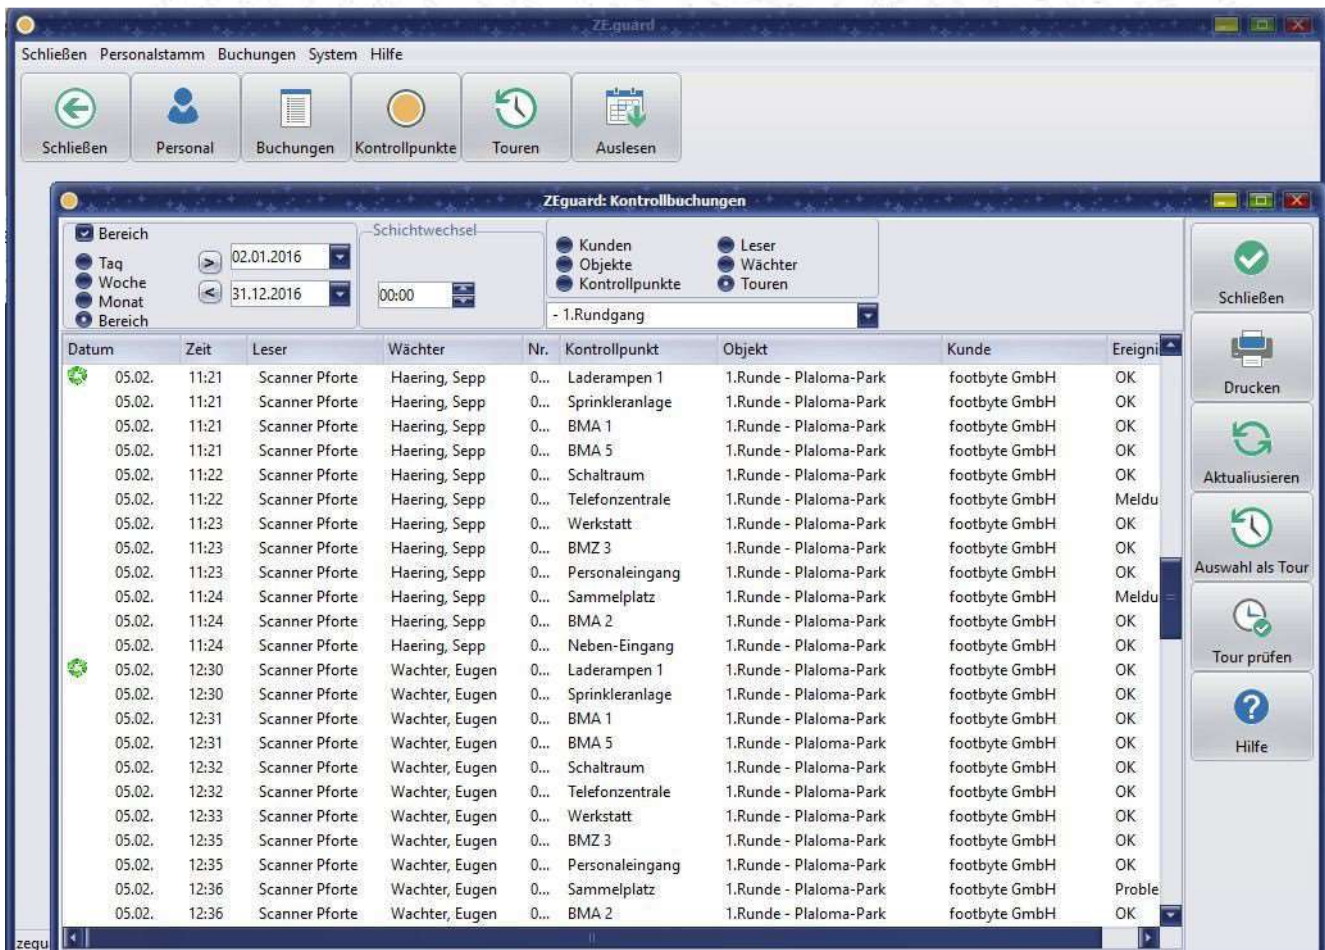 ZEguard
Schließen Personalstamm Buchungen System Hilfe
Schließen Personal Buchungen Kontrollpunkte Touren Auslesen
ZEguard: Kontrollbuchungen
Bereich
Tag
Woche
Monat
Bereich
> 02.01.2016
< 31.12.2016
Schichtwechsel
00:00
Kunden Leser
Objekte Wächter
Kontrollpunkte Touren
- 1.Rundgang
Datum Zeit Leser Wächter Nr. Kontrollpunkt Objekt Kunde Ereigni
05.02. 11:21 Scanner Pforte Haering, Sepp 0... Laderampen 1 1.Runde - Plaloma-Park footbyte GmbH OK
05.02. 11:21 Scanner Pforte Haering, Sepp 0... Sprinkleranlage 1.Runde - Plaloma-Park footbyte GmbH OK
05.02. 11:21 Scanner Pforte Haering, Sepp 0... BMA 1 1.Runde - Plaloma-Park footbyte GmbH OK
05.02. 11:21 Scanner Pforte Haering, Sepp 0... BMA 5 1.Runde - Plaloma-Park footbyte GmbH OK
05.02. 11:22 Scanner Pforte Haering, Sepp 0... Schaltraum 1.Runde - Plaloma-Park footbyte GmbH OK
05.02. 11:22 Scanner Pforte Haering, Sepp 0... Telefonzentrale 1.Runde - Plaloma-Park footbyte GmbH Meldu
05.02. 11:23 Scanner Pforte Haering, Sepp 0... Werkstatt 1.Runde - Plaloma-Park footbyte GmbH OK
05.02. 11:23 Scanner Pforte Haering, Sepp 0... BMZ 3 1.Runde - Plaloma-Park footbyte GmbH OK
05.02. 11:23 Scanner Pforte Haering, Sepp 0... Personaleingang 1.Runde - Plaloma-Park footbyte GmbH OK
05.02. 11:24 Scanner Pforte Haering, Sepp 0... Sammelplatz 1.Runde - Plaloma-Park footbyte GmbH Meldu
05.02. 11:24 Scanner Pforte Haering, Sepp 0... BMA 2 1.Runde - Plaloma-Park footbyte GmbH OK
05.02. 11:24 Scanner Pforte Haering, Sepp 0... Neben-Eingang 1.Runde - Plaloma-Park footbyte GmbH OK
05.02. 12:30 Scanner Pforte Wachter, Eugen 0... Laderampen 1 1.Runde - Plaloma-Park footbyte GmbH OK
05.02. 12:30 Scanner Pforte Wachter, Eugen 0... Sprinkleranlage 1.Runde - Plaloma-Park footbyte GmbH OK
05.02. 12:31 Scanner Pforte Wachter, Eugen 0... BMA 1 1.Runde - Plaloma-Park footbyte GmbH OK
05.02. 12:31 Scanner Pforte Wachter, Eugen 0... BMA 5 1.Runde - Plaloma-Park footbyte GmbH OK
05.02. 12:32 Scanner Pforte Wachter, Eugen 0... Schaltraum 1.Runde - Plaloma-Park footbyte GmbH OK
05.02. 12:32 Scanner Pforte Wachter, Eugen 0... Telefonzentrale 1.Runde - Plaloma-Park footbyte GmbH OK
05.02. 12:33 Scanner Pforte Wachter, Eugen 0... Werkstatt 1.Runde - Plaloma-Park footbyte GmbH OK
05.02. 12:35 Scanner Pforte Wachter, Eugen 0... BMZ 3 1.Runde - Plaloma-Park footbyte GmbH OK
05.02. 12:35 Scanner Pforte Wachter, Eugen 0... Personaleingang 1.Runde - Plaloma-Park footbyte GmbH OK
05.02. 12:36 Scanner Pforte Wachter, Eugen 0... Sammelplatz 1.Runde - Plaloma-Park footbyte GmbH Proble
05.02. 12:36 Scanner Pforte Wachter, Eugen 0... BMA 2 1.Runde - Plaloma-Park footbyte GmbH OK
Schließen
Drucken
Aktualiusieren
Auswahl als Tour
Tour prüfen
Hilfe
zegu